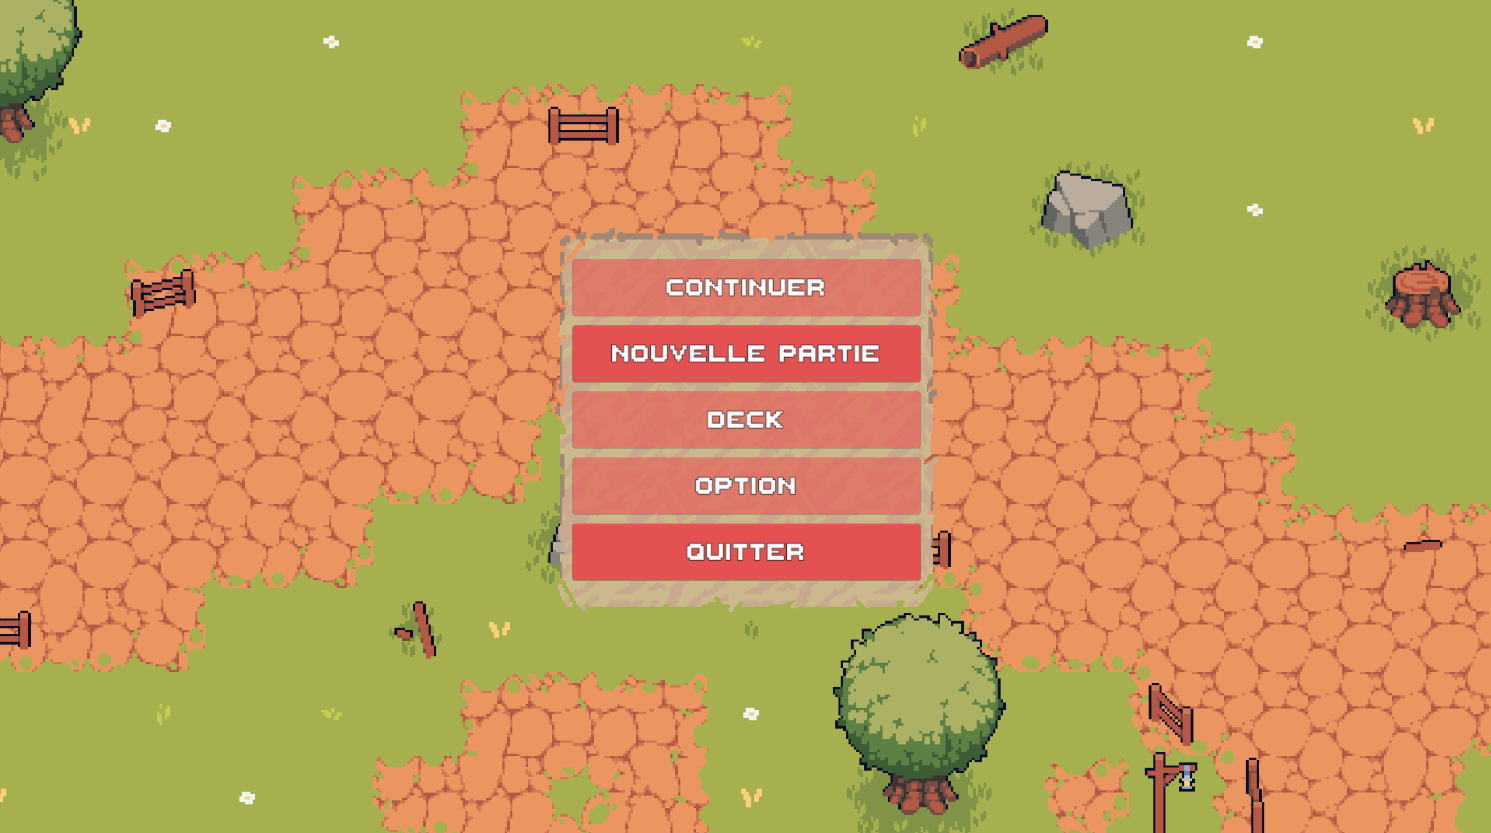 CONTINUER
NOUVELLE PARTIE
DECK
OPTION
QUITTER